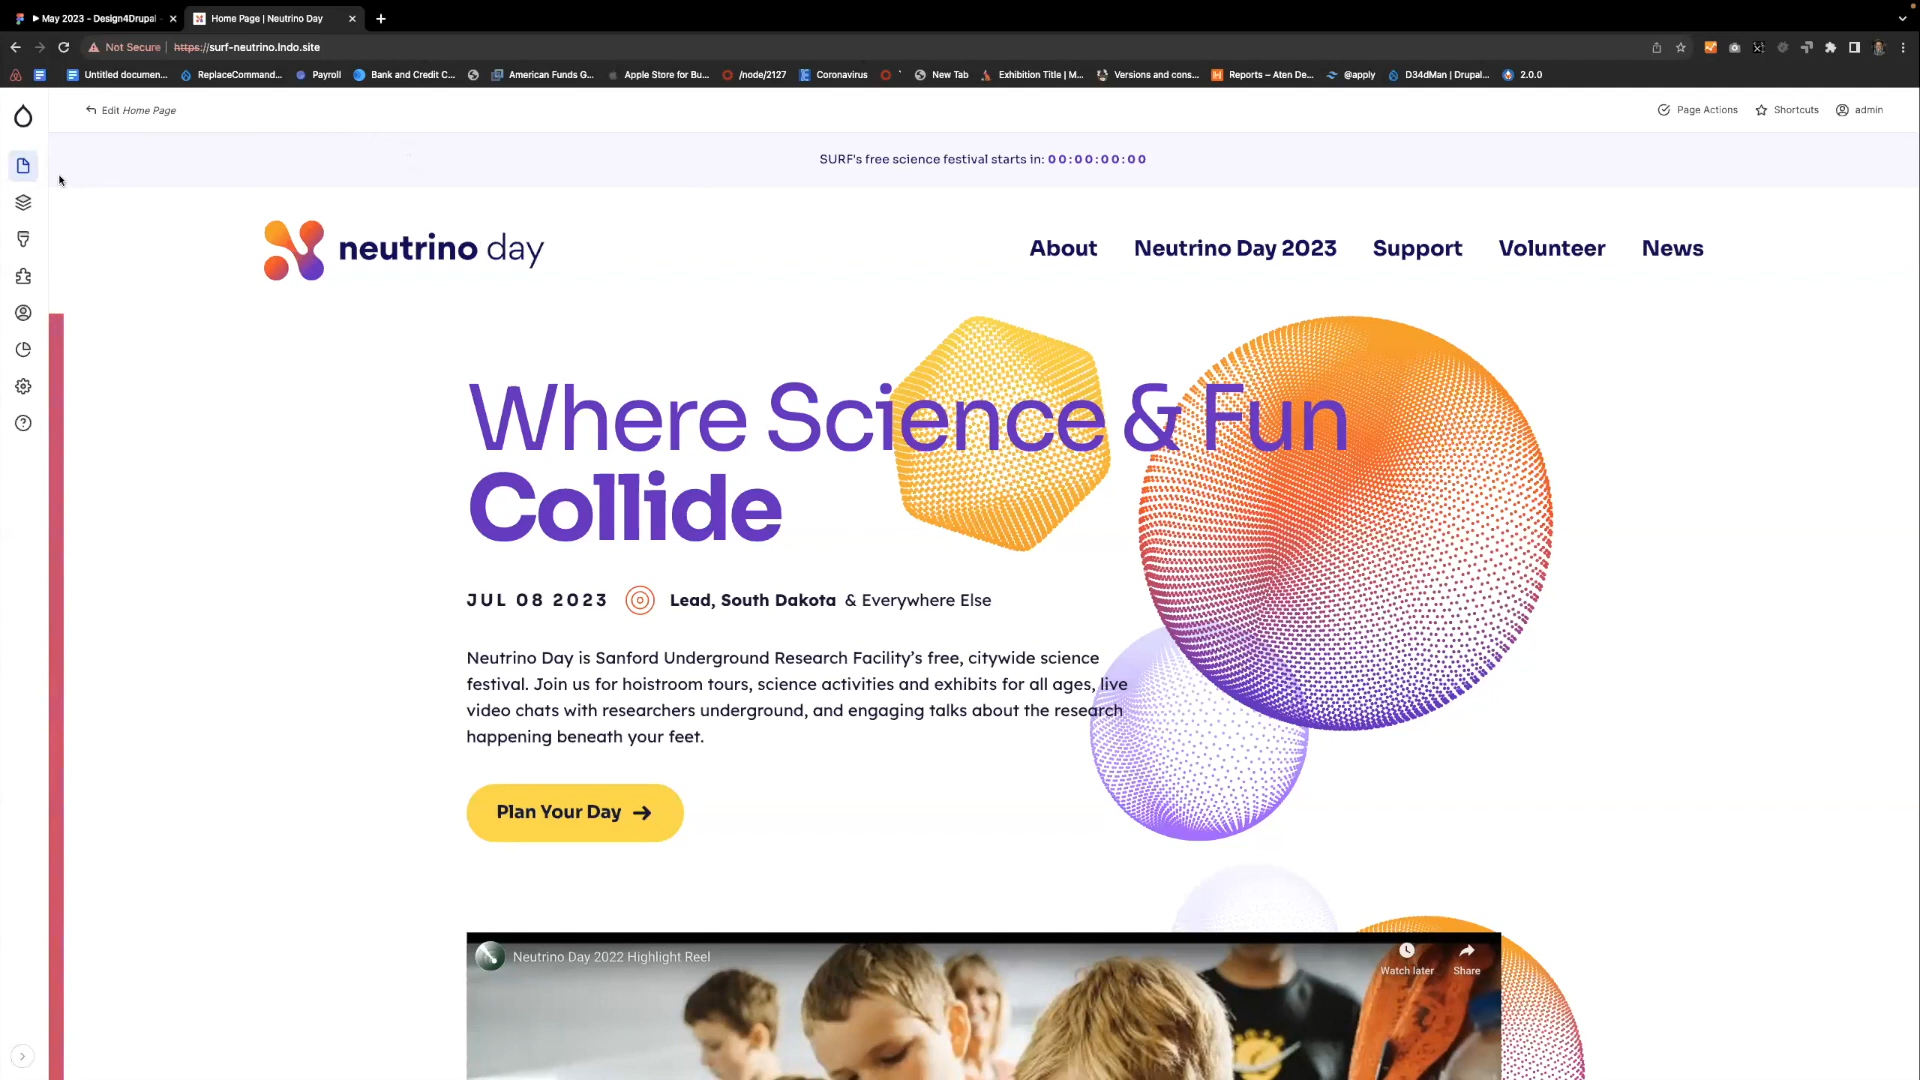 May 2023 - Design4Drupal
Home Page | Neutrino Day
Not Secure
https://surf-neutrino.lndo.site
Untitled documen...
ReplaceCommand...
Payroll
Bank and Credit C...
American Funds G...
Apple Store for Bu...
/node/2127
Coronavirus
New Tab
Exhibition Title | M...
Versions and cons...
Reports – Aten De...
@apply
D34dMan | Drupal...
2.0.0
Edit Home Page
Page Actions
Shortcuts
admin
SURF's free science festival starts in: 00:00:00:00
neutrino day
About
Neutrino Day 2023
Support
Volunteer
News
Where Science & Fun
Collide
JUL 08 2023
Lead, South Dakota & Everywhere Else
Neutrino Day is Sanford Underground Research Facility’s free, citywide science
festival. Join us for hoistroom tours, science activities and exhibits for all ages, live
video chats with researchers underground, and engaging talks about the research
happening beneath your feet.
Plan Your Day
Neutrino Day 2022 Highlight Reel
Watch later
Share